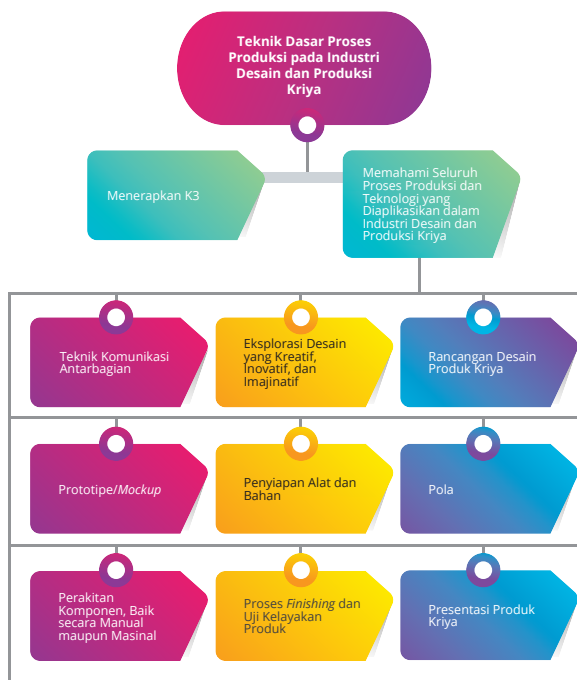 Teknik Dasar Proses
Produksi pada Industri
Desain dan Produksi
Kriya
Menerapkan K3
Memahami Seluruh
Proses Produksi dan
Teknologi yang
Diaplikasikan dalam
Industri Desain dan
Produksi Kriya
Teknik Komunikasi
Antarbagian
Eksplorasi Desain
yang Kreatif,
Inovatif, dan
Imajinatif
Rancangan Desain
Produk Kriya
Prototipe/Mockup
Penyiapan Alat dan
Bahan
Pola
Perakitan
Komponen, Baik
secara Manual
maupun Masinal
Proses Finishing dan
Uji Kelayakan
Produk
Presentasi Produk
Kriya